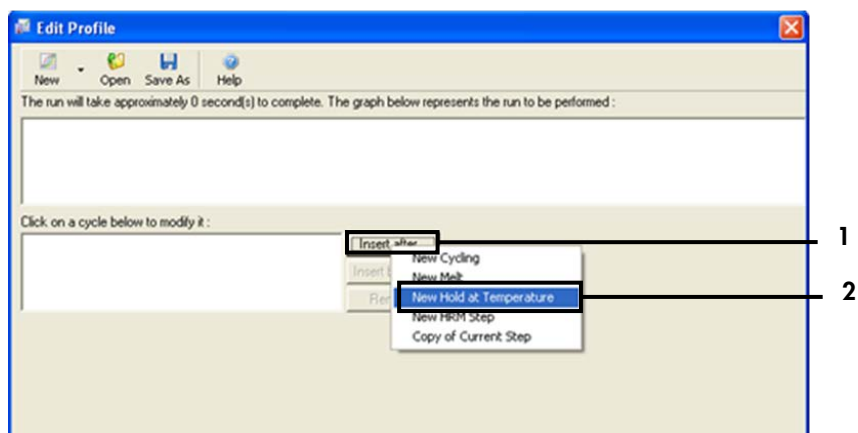 Edit Profile
New Open Save As Help
The run will take approximately 0 second(s) to complete. The graph below represents the run to be performed :
Click on a cycle below to modify it :
Insert after... 1
New Cycling
Insert
New Melt
New Hold at Temperature 2
New HRM Step
Copy of Current Step